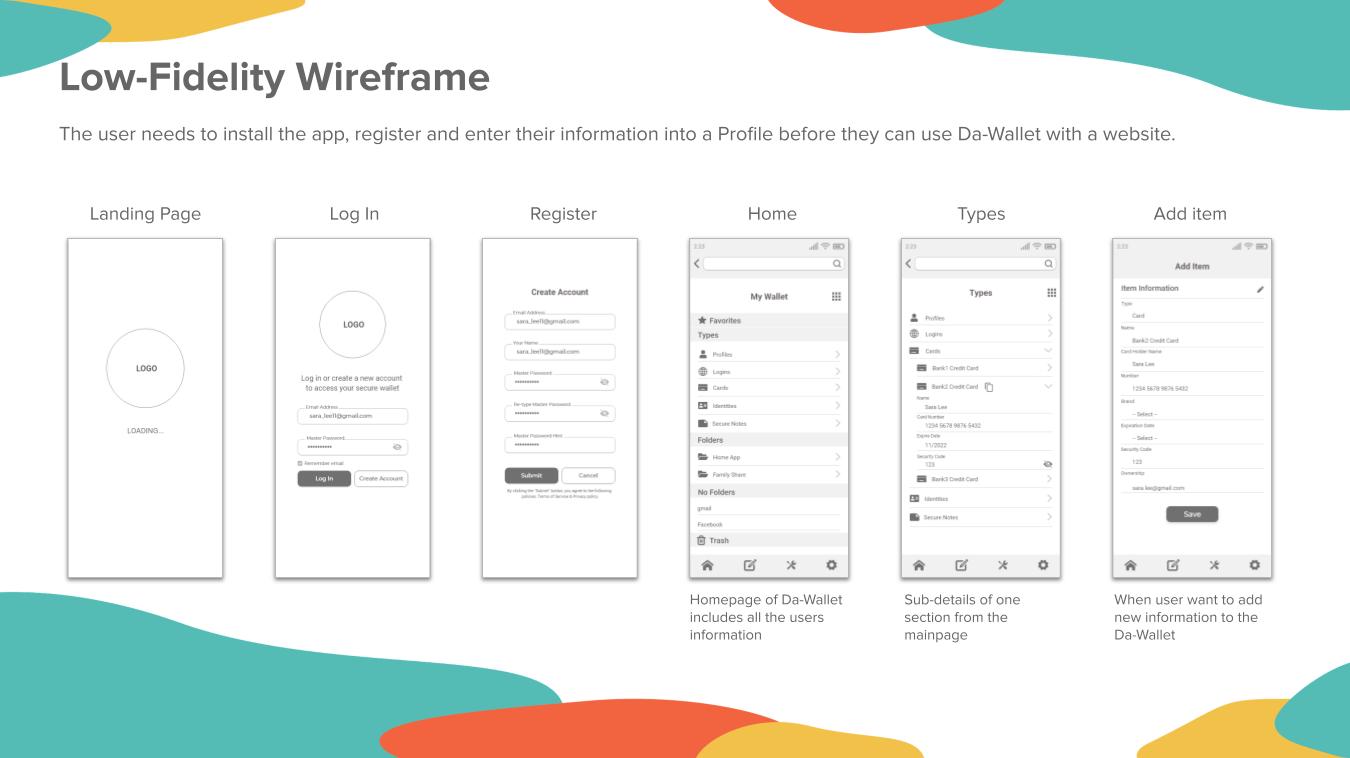 Low-Fidelity Wireframe
The user needs to install the app, register and enter their information into a Profile before they can use Da-Wallet with a website.
Landing Page
LOGO
LOADING...
Log In
LOGO
Log in or create a new account
to access your secure wallet
Email Address
sara_lee11@gmail.com
Master Password
••••••••••
Remember email
Log In
Create Account
Register
Create Account
Email Address
sara_lee11@gmail.com
Your Name
sara_lee11@gmail.com
Master Password
••••••••••
Re-type Master Password
••••••••••
Master Password Hint
••••••••••
Submit
Cancel
By clicking the "Submit" button, you agree to the following
policies: Terms of Service & Privacy policy.
Home
2:23
My Wallet
Favorites
Types
Profiles
Logins
Cards
Identities
Secure Notes
Folders
Home App
Family Share
No Folders
gmail
Facebook
Trash
Homepage of Da-Wallet
includes all the users
information
Types
2:23
Types
Profiles
Logins
Cards
Bank1 Credit Card
Bank2 Credit Card
Name
Sara Lee
Card Number
1234 5678 9876 5432
Expire Date
11/2022
Security Code
123
Bank3 Credit Card
Identities
Secure Notes
Sub-details of one
section from the
mainpage
Add item
2:23
Add Item
Item Information
Type
Card
Name
Bank2 Credit Card
Card Holder Name
Sara Lee
Number
1234 5678 9876 5432
Brand
-- Select --
Expiration Date
-- Select --
Security Code
123
Ownership
sara.lee@gmail.com
Save
When user want to add
new information to the
Da-Wallet